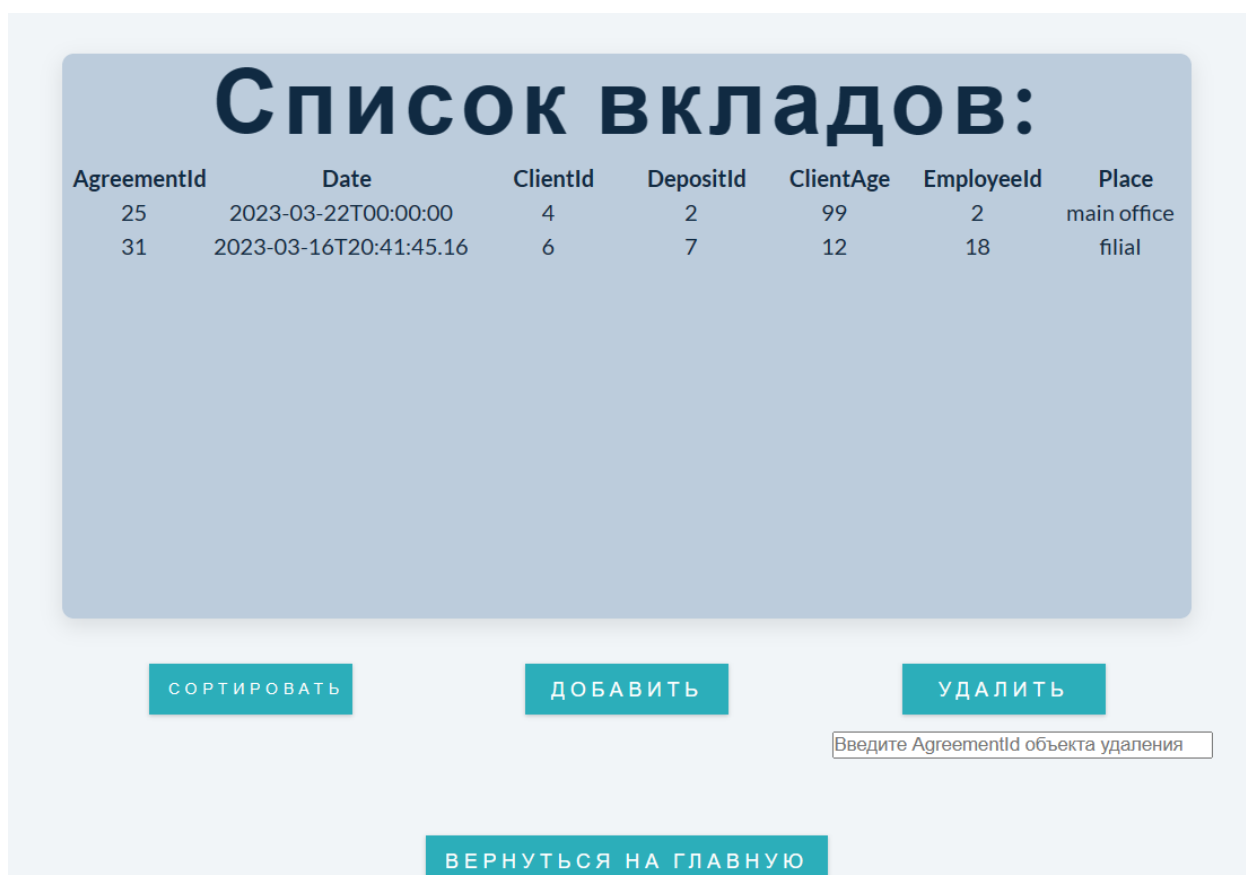 Список вкладов:
AgreementId Date ClientId DepositId ClientAge EmployeeId Place
25 2023-03-22T00:00:00 4 2 99 2 main office
31 2023-03-16T20:41:45.16 6 7 12 18 filial
СОРТИРОВАТЬ ДОБАВИТЬ УДАЛИТЬ
Введите AgreementId объекта удаления
ВЕРНУТЬСЯ НА ГЛАВНУЮ